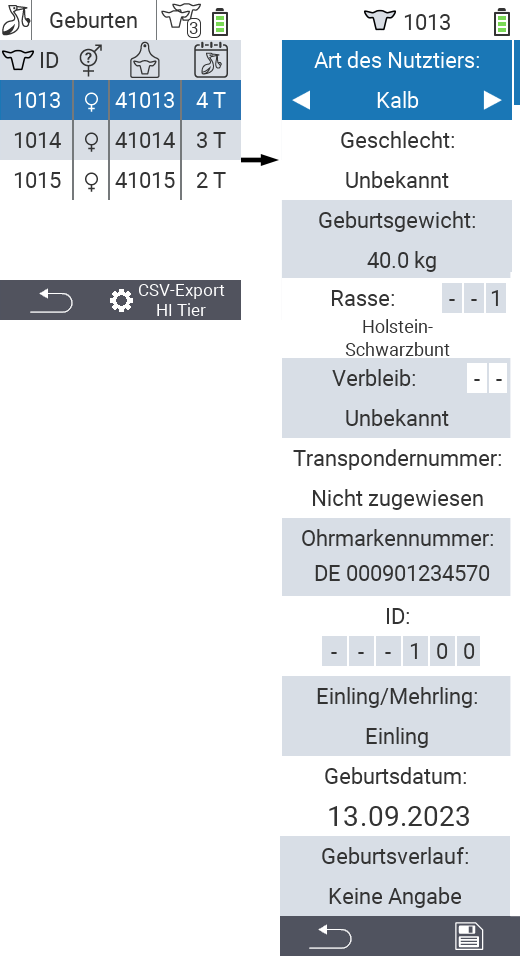 Geburten
3
ID
1013 41013 4 T
1014 41014 3 T
1015 41015 2 T
CSV-Export
HI Tier
1013
Art des Nutztiers:
Kalb
Geschlecht:
Unbekannt
Geburtsgewicht:
40.0 kg
Rasse: - - 1
Holstein-
Schwarzbunt
Verbleib: - -
Unbekannt
Transpondernummer:
Nicht zugewiesen
Ohrmarkennummer:
DE 000901234570
ID:
- - - 1 0 0
Einling/Mehrling:
Einling
Geburtsdatum:
13.09.2023
Geburtsverlauf:
Keine Angabe